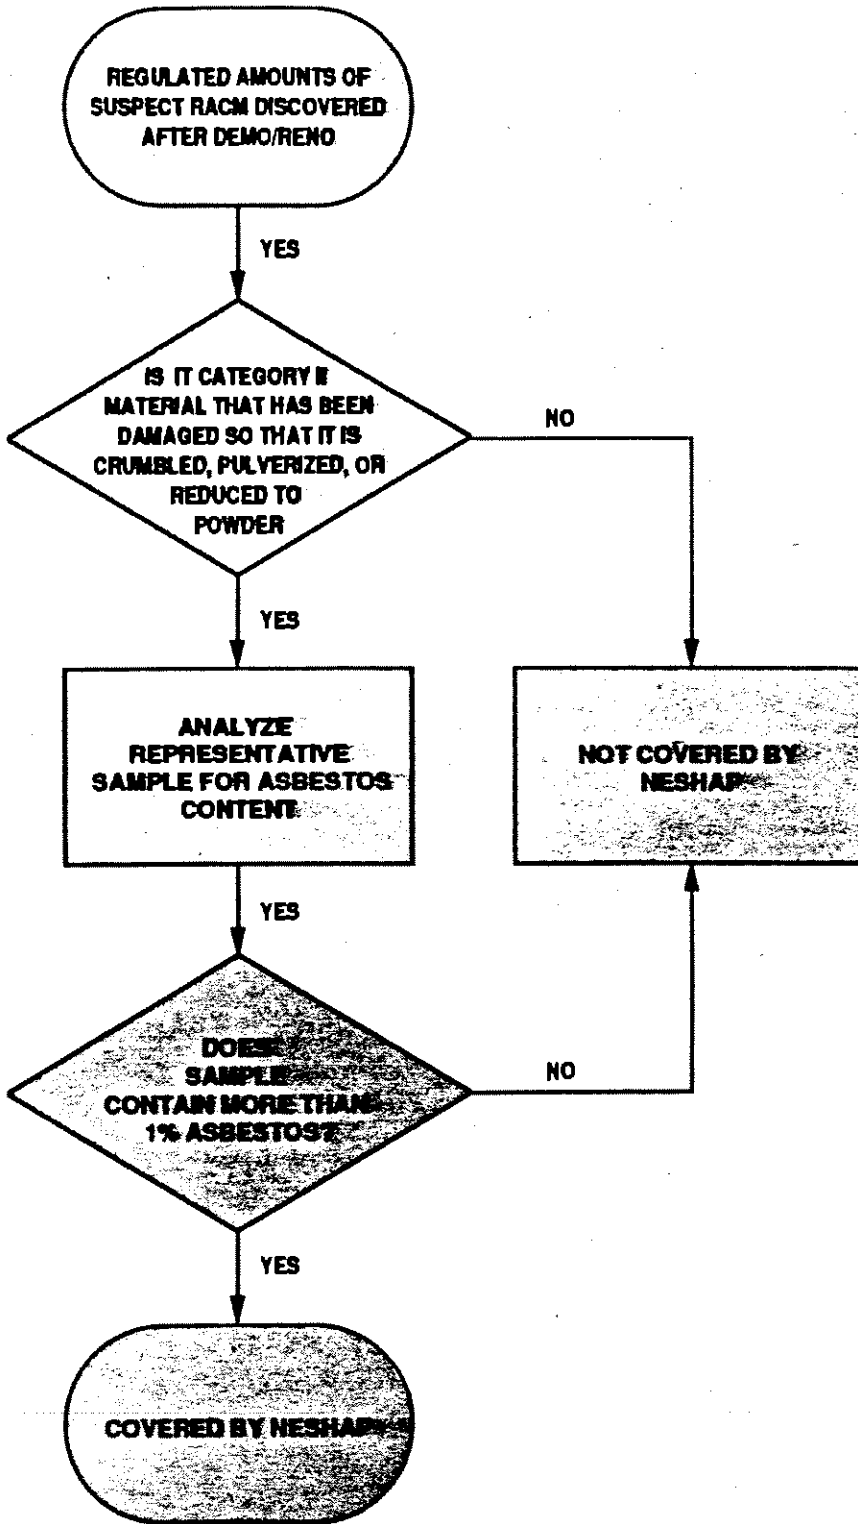 REGULATED AMOUNTS OF
SUSPECT RACM DISCOVERED
AFTER DEMO/RENO
YES
IS IT CATEGORY II
MATERIAL THAT HAS BEEN
DAMAGED SO THAT IT IS
CRUMBLED, PULVERIZED, OR
REDUCED TO
POWDER
NO
YES
ANALYZE
REPRESENTATIVE
SAMPLE FOR ASBESTOS
CONTENT.
NOT COVERED BY
NESHAP
YES
DOES
SAMPLE
CONTAIN MORE THAN
1% ASBESTOS?
NO
YES
COVERED BY NESHAP